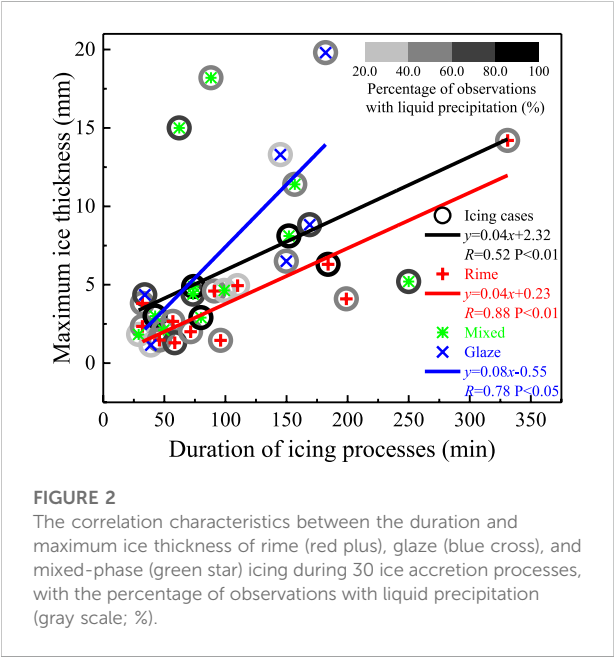 20
15
10
5
0
Maximum ice thickness (mm)
20.0 40.0 60.0 80.0 100
Percentage of observations
with liquid precipitation (%)
Icing cases
y=0.04x+2.32
R=0.52 P<0.01
Rime
y=0.04x+0.23
R=0.88 P<0.01
Mixed
Glaze
y=0.08x-0.55
R=0.78 P<0.05
0 50 100 150 200 250 300 350
Duration of icing processes (min)
FIGURE 2
The correlation characteristics between the duration and
maximum ice thickness of rime (red plus), glaze (blue cross), and
mixed-phase (green star) icing during 30 ice accretion processes,
with the percentage of observations with liquid precipitation
(gray scale; %).